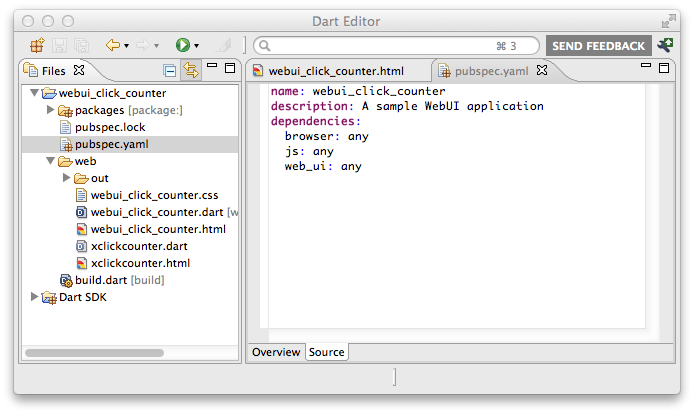 Dart Editor
⌘ 3
SEND FEEDBACK
Files
webui_click_counter.html
pubspec.yaml
webui_click_counter
packages [package:]
pubspec.lock
pubspec.yaml
web
out
webui_click_counter.css
webui_click_counter.dart [w
webui_click_counter.html
xclickcounter.dart
xclickcounter.html
build.dart [build]
Dart SDK
name: webui_click_counter
description: A sample WebUI application
dependencies:
browser: any
js: any
web_ui: any
Overview
Source